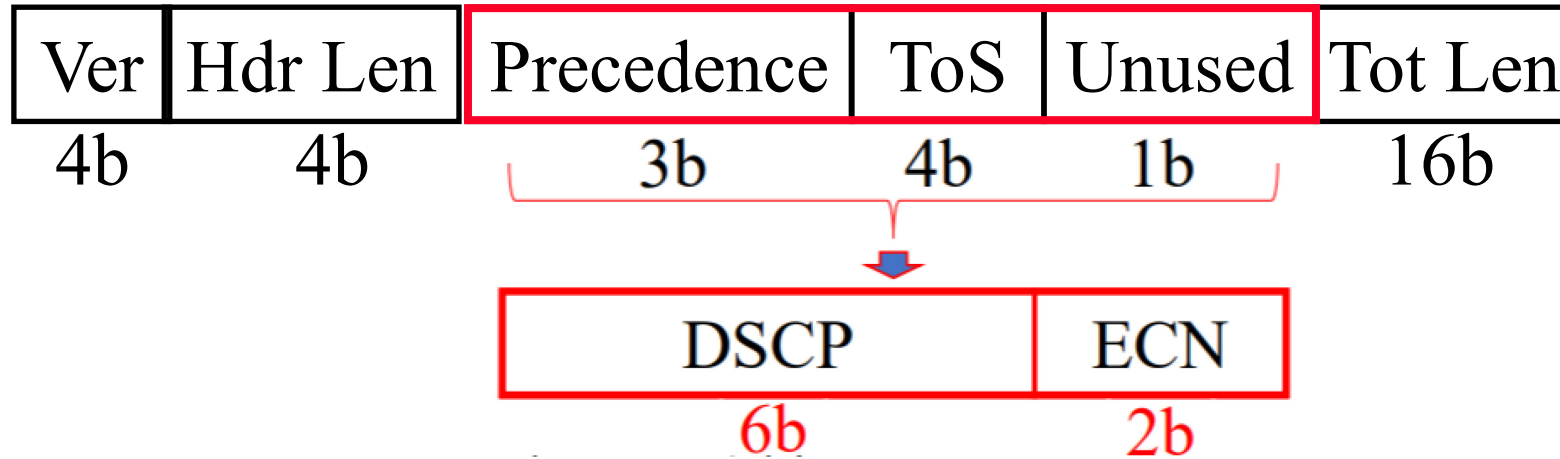 Ver Hdr Len Precedence ToS Unused Tot Len
4b 4b 3b 4b 1b 16b
DSCP ECN
6b 2b